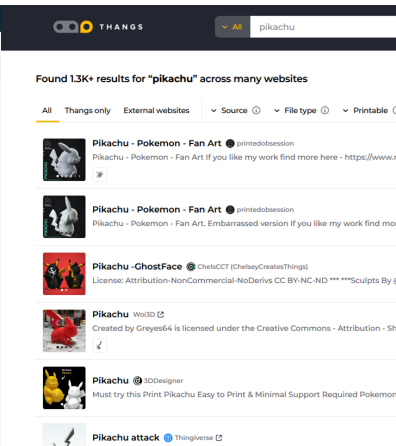 THANGS
All
pikachu
Found 1.3K+ results for “pikachu” across many websites
All Thangs only External websites Source File type Printable
Pikachu - Pokemon - Fan Art printedobsession
Pikachu - Pokemon - Fan Art If you like my work find more here - https://www.
Pikachu - Pokemon - Fan Art printedobsession
Pikachu - Pokemon - Fan Art. Embarrassed version If you like my work find mo
Pikachu -GhostFace ChelsCCT (ChelseyCreatesThings)
License: Attribution-NonCommercial-NoDerivs CC BY-NC-ND *** ***Sculpts By @
Pikachu Woi3D
Created by Greyes64 is licensed under the Creative Commons - Attribution - Sh
Pikachu 3DDesigner
Must try this Print Pikachu Easy to Print & Minimal Support Required Pokemon
Pikachu attack Thingiverse